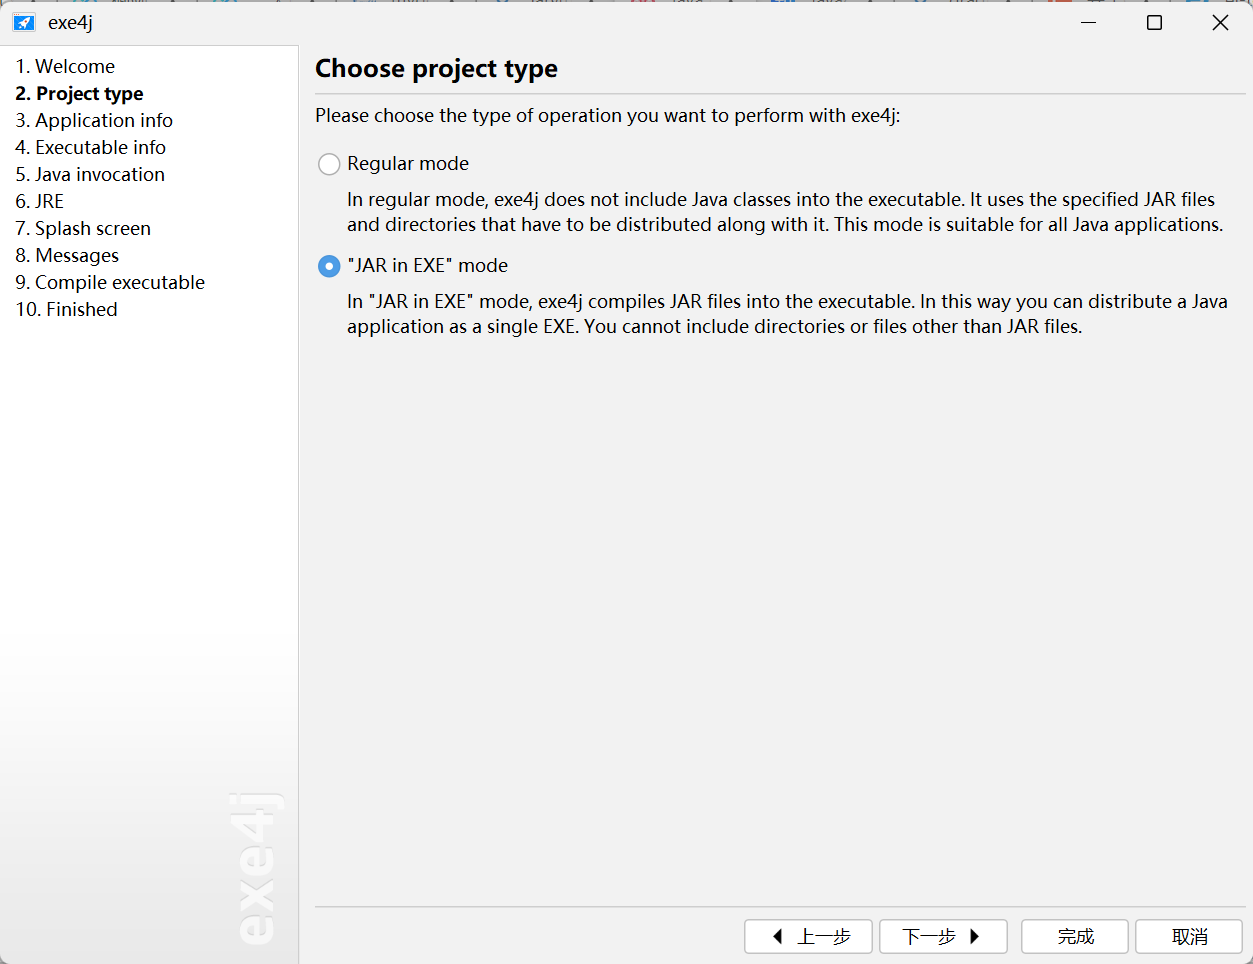 exe4j
1. Welcome
2. Project type
3. Application info
4. Executable info
5. Java invocation
6. JRE
7. Splash screen
8. Messages
9. Compile executable
10. Finished
exe4j
Choose project type
Please choose the type of operation you want to perform with exe4j:
Regular mode
In regular mode, exe4j does not include Java classes into the executable. It uses the specified JAR files
and directories that have to be distributed along with it. This mode is suitable for all Java applications.
"JAR in EXE" mode
In "JAR in EXE" mode, exe4j compiles JAR files into the executable. In this way you can distribute a Java
application as a single EXE. You cannot include directories or files other than JAR files.
上一步
下一步
完成
取消